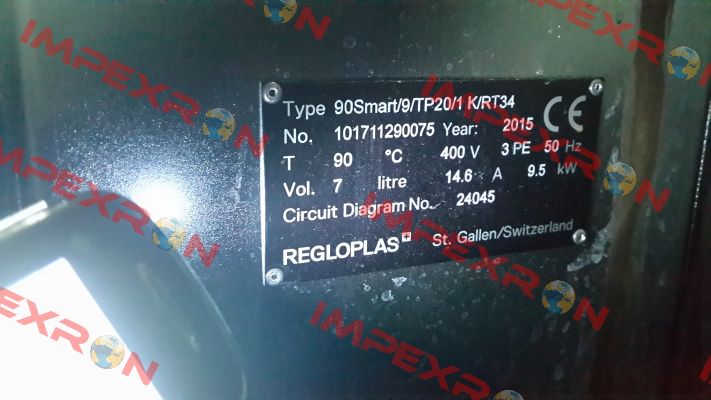 Type 90Smart/9/TP20/1 K/RT34 CE
No. 101711290075 Year: 2015
T 90 °C 400 V 3 PE 50 Hz
Vol. 7 litre 14.6 A 9.5 kW
Circuit Diagram No. 24045
REGLOPLAS St. Gallen/Switzerland
IMPEXRON
IMPEXRON
IMPEXRON
IMPEXRON
IMPEXRON